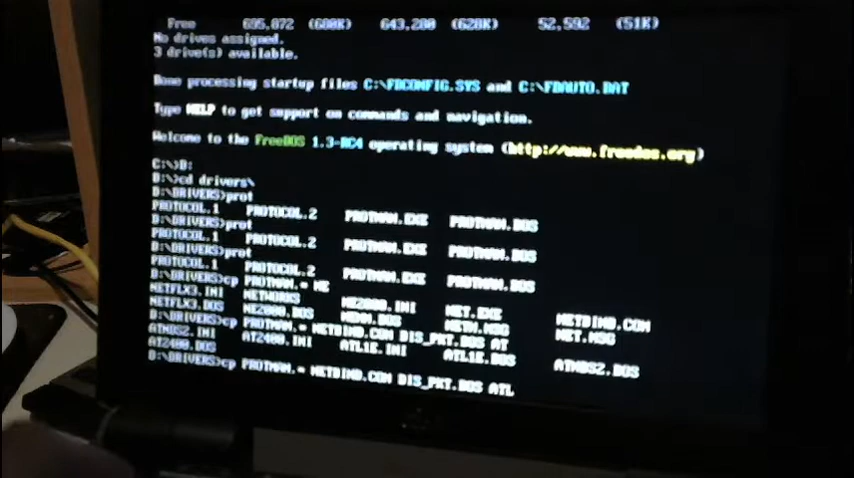 Free 695,872 (680K) 643,280 (628K) 52,592 (51K)
No drives assigned.
3 drive(s) available.
Done processing startup files C:\FDCONFIG.SYS and C:\FDAUTO.BAT
Type HELP to get support on commands and navigation.
Welcome to the FreeDOS 1.3-RC4 operating system (http://www.freedos.org)
C:\>D:
D:\>cd drivers\
D:\DRIVERS>prot
PROTOCOL.1 PROTOCOL.2 PROTMAN.EXE PROTMAN.DOS
D:\DRIVERS>prot
PROTOCOL.1 PROTOCOL.2 PROTMAN.EXE PROTMAN.DOS
D:\DRIVERS>prot
PROTOCOL.1 PROTOCOL.2 PROTMAN.EXE PROTMAN.DOS
D:\DRIVERS>cp PROTMAN.* NE
NETFLX3.INI NETWORKS NE2000.INI NET.EXE NETBIND.COM
NETFLX3.DOS NE2000.DOS NEMM.DOS NETH.MSG NET.MSG
D:\DRIVERS>cp PROTMAN.* NETBIND.COM DIS_PKT.DOS AT
ATMDS2.INI AT2400.INI ATL1E.INI ATL1E.DOS ATMDS2.DOS
AT2400.DOS
D:\DRIVERS>cp PROTMAN.* NETBIND.COM DIS_PKT.DOS ATL